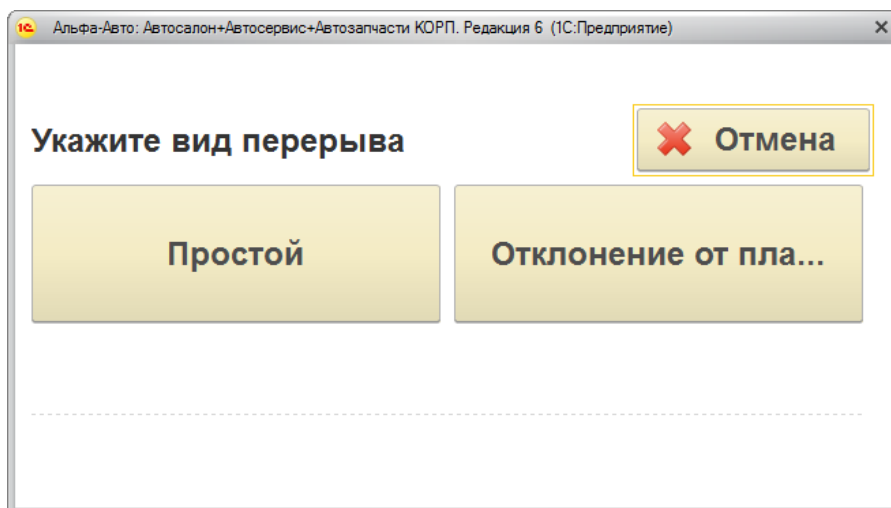 1С Альфа-Авто: Автосалон+Автосервис+Автозапчасти КОРП. Редакция 6 (1С:Предприятие)
Укажите вид перерыва
Отмена
Простой
Отклонение от пла...